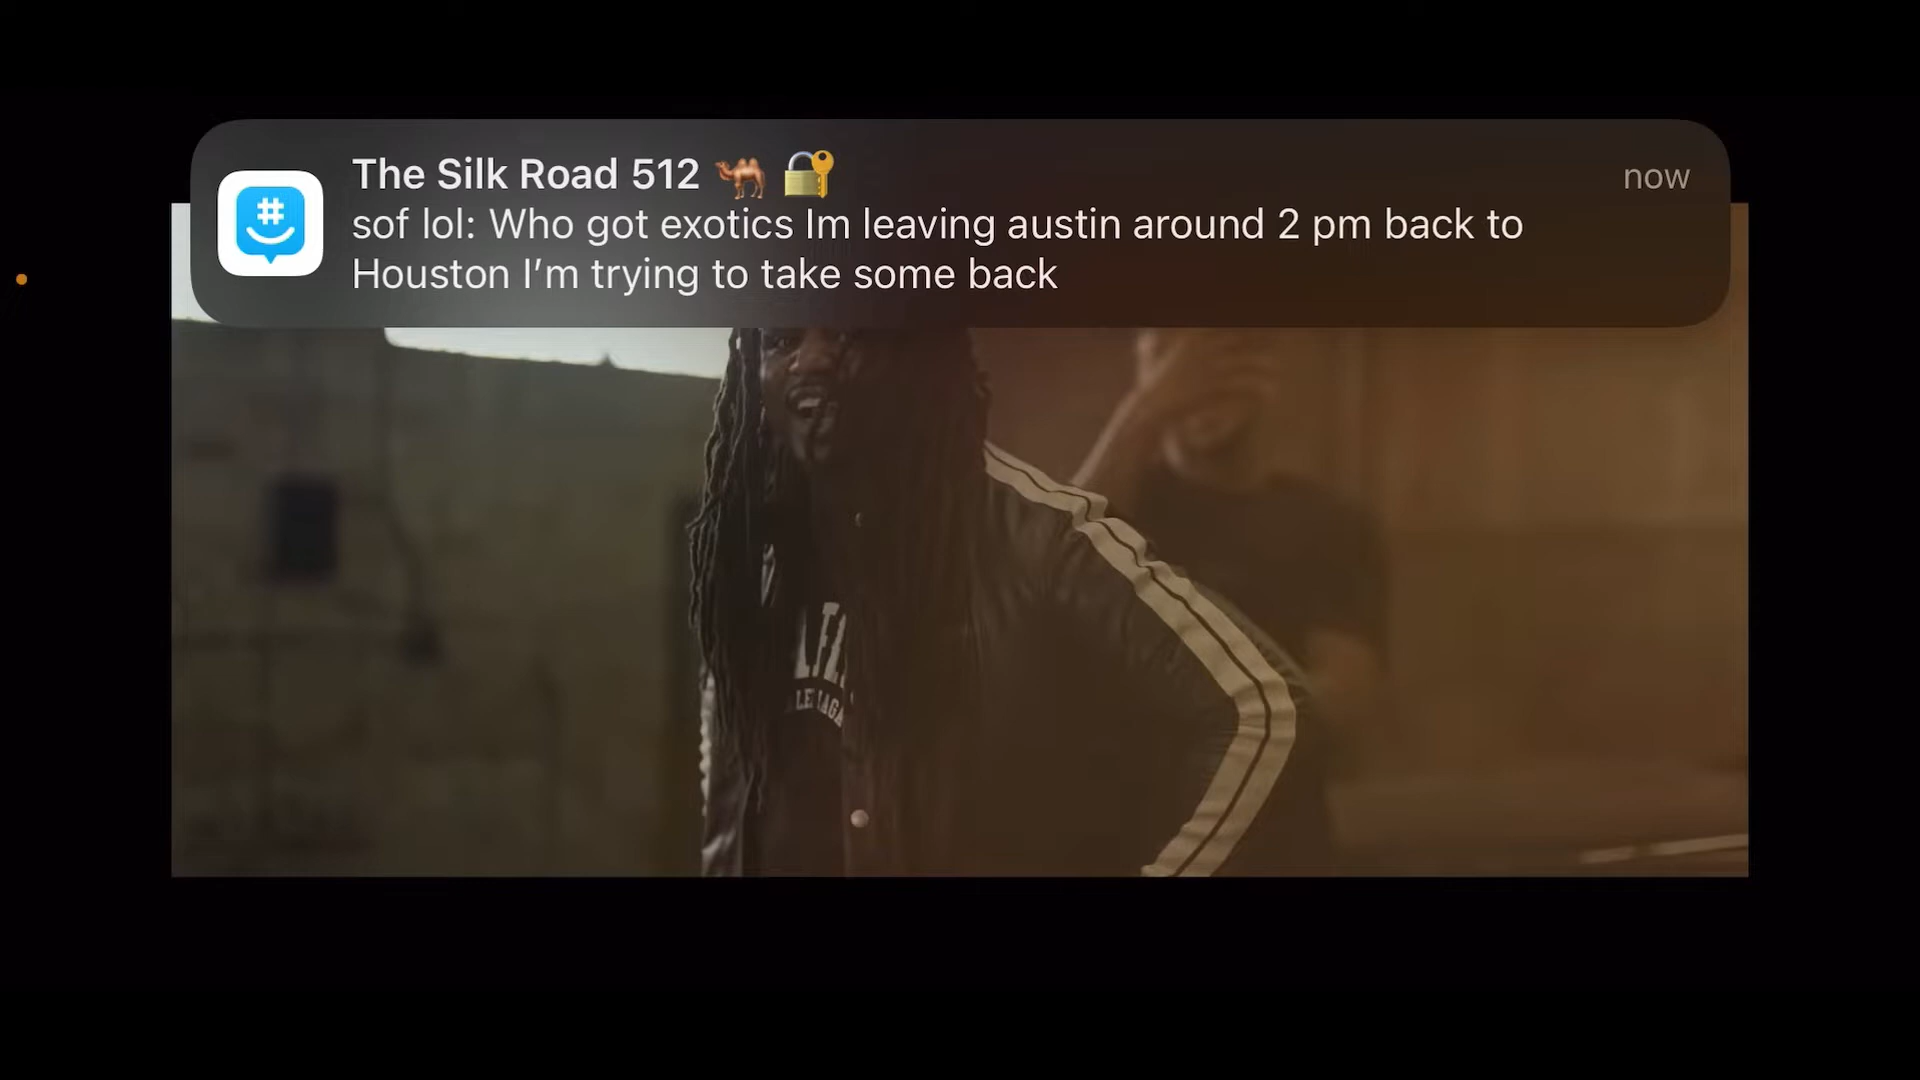 The Silk Road 512 🐫 🔐
now
sof lol: Who got exotics Im leaving austin around 2 pm back to
Houston I’m trying to take some back